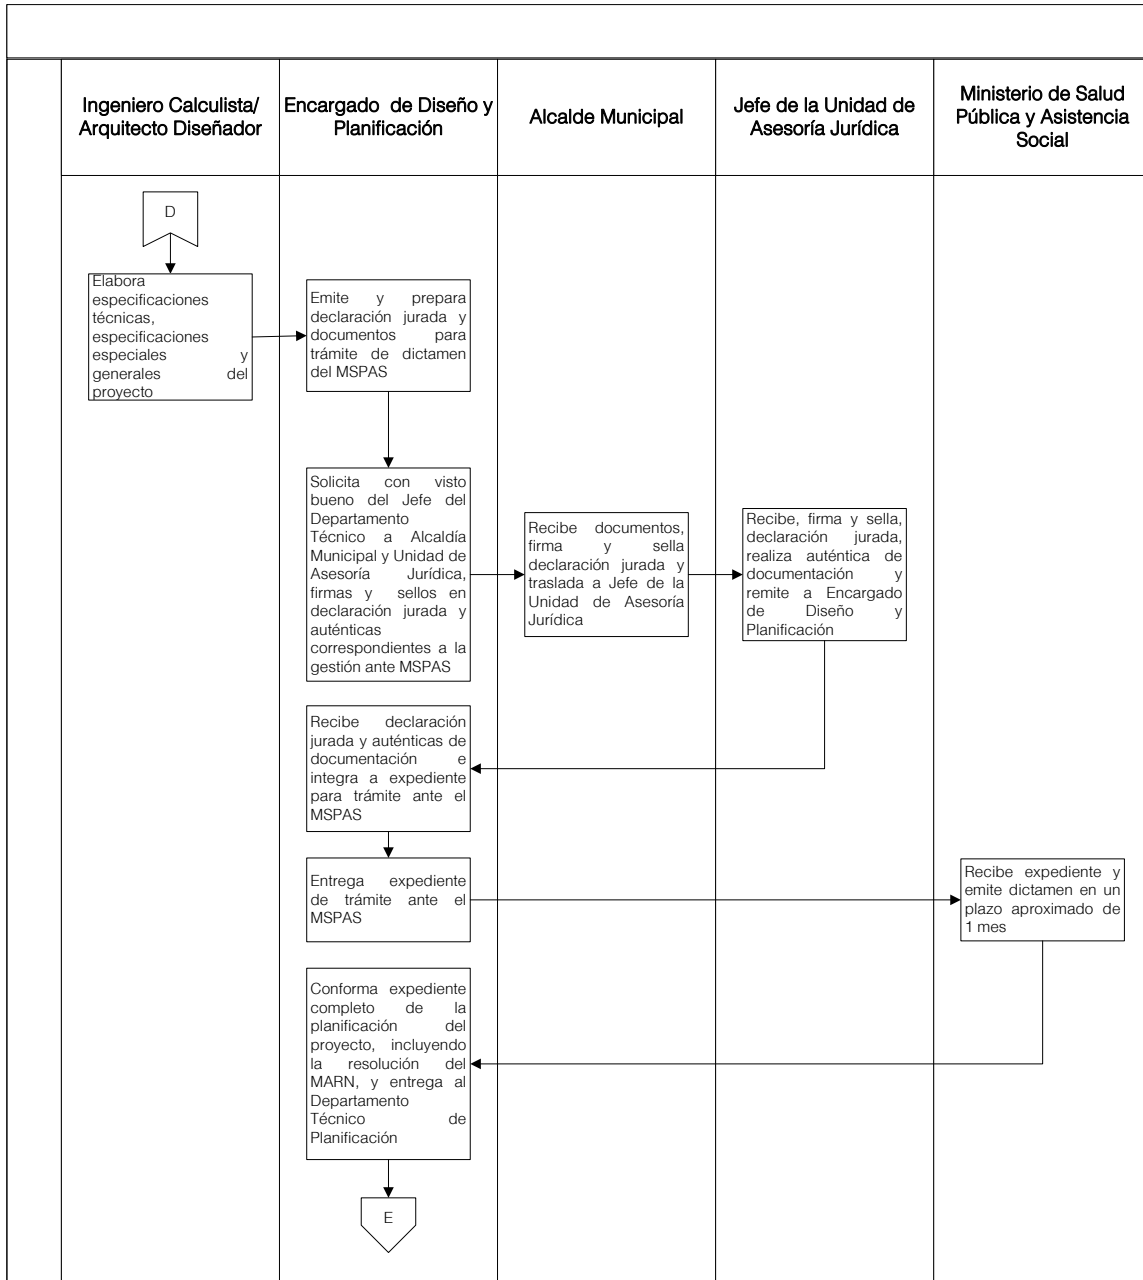 Ingeniero Calculista/
Arquitecto Diseñador
Encargado de Diseño y
Planificación
Alcalde Municipal
Jefe de la Unidad de
Asesoría Jurídica
Ministerio de Salud
Pública y Asistencia
Social
D
Elabora
especificaciones
técnicas,
especificaciones
especiales y
generales del
proyecto
Emite y prepara
declaración jurada y
documentos para
trámite de dictamen
del MSPAS
Solicita con visto
bueno del Jefe del
Departamento
Técnico a Alcaldía
Municipal y Unidad de
Asesoría Jurídica,
firmas y sellos en
declaración jurada y
auténticas
correspondientes a la
gestión ante MSPAS
Recibe documentos,
firma y sella
declaración jurada y
traslada a Jefe de la
Unidad de Asesoría
Jurídica
Recibe, firma y sella,
declaración jurada,
realiza auténtica de
documentación y
remite a Encargado
de Diseño y
Planificación
Recibe declaración
jurada y auténticas de
documentación e
integra a expediente
para trámite ante el
MSPAS
Entrega expediente
de trámite ante el
MSPAS
Recibe expediente y
emite dictamen en un
plazo aproximado de
1 mes
Conforma expediente
completo de la
planificación del
proyecto, incluyendo
la resolución del
MARN, y entrega al
Departamento
Técnico de
Planificación
E